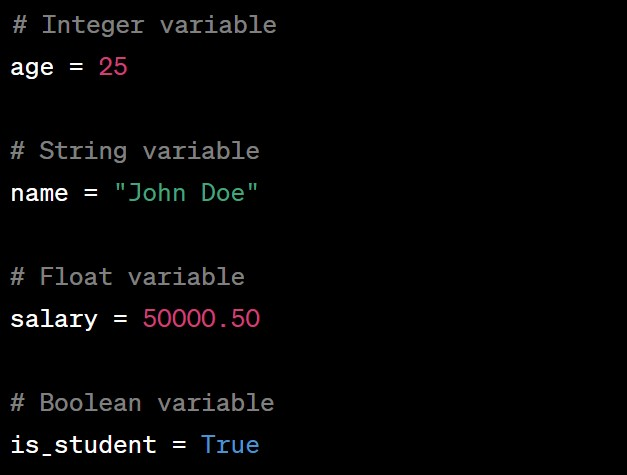 # Integer variable
age = 25
# String variable
name = "John Doe"
# Float variable
salary = 50000.50
# Boolean variable
is_student = True